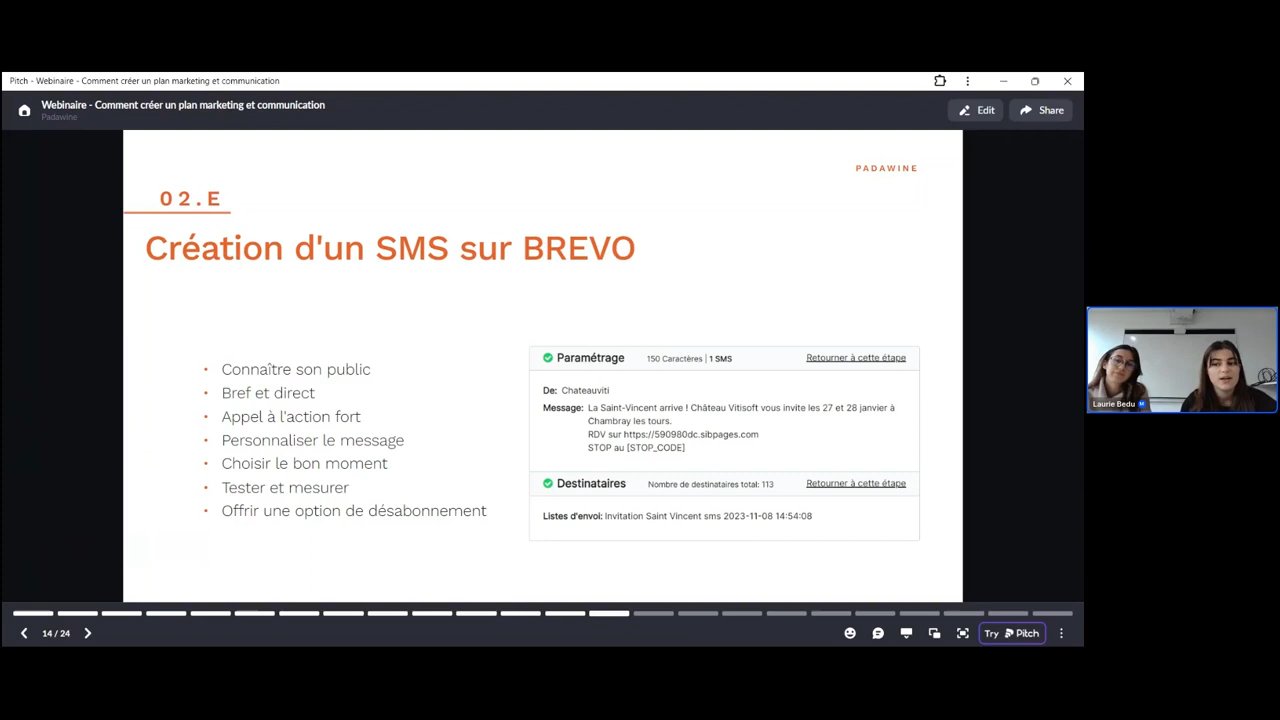 Pitch - Webinaire - Comment créer un plan marketing et communication
Webinaire - Comment créer un plan marketing et communication
Padawine
Edit
Share
PADAWINE
02.E
Création d'un SMS sur BREVO
Connaître son public
Bref et direct
Appel à l'action fort
Personnaliser le message
Choisir le bon moment
Tester et mesurer
Offrir une option de désabonnement
Paramétrage 150 Caractères | 1 SMS Retourner à cette étape
De: Chateauviti
Message: La Saint-Vincent arrive ! Château Vitisoft vous invite les 27 et 28 janvier à
Chambray les tours.
RDV sur https://590980dc.sibpages.com
STOP au [STOP_CODE]
Destinataires Nombre de destinataires total: 113 Retourner à cette étape
Listes d'envoi: Invitation Saint Vincent sms 2023-11-08 14:54:08
Laurie Bedu
14 / 24
Try Pitch